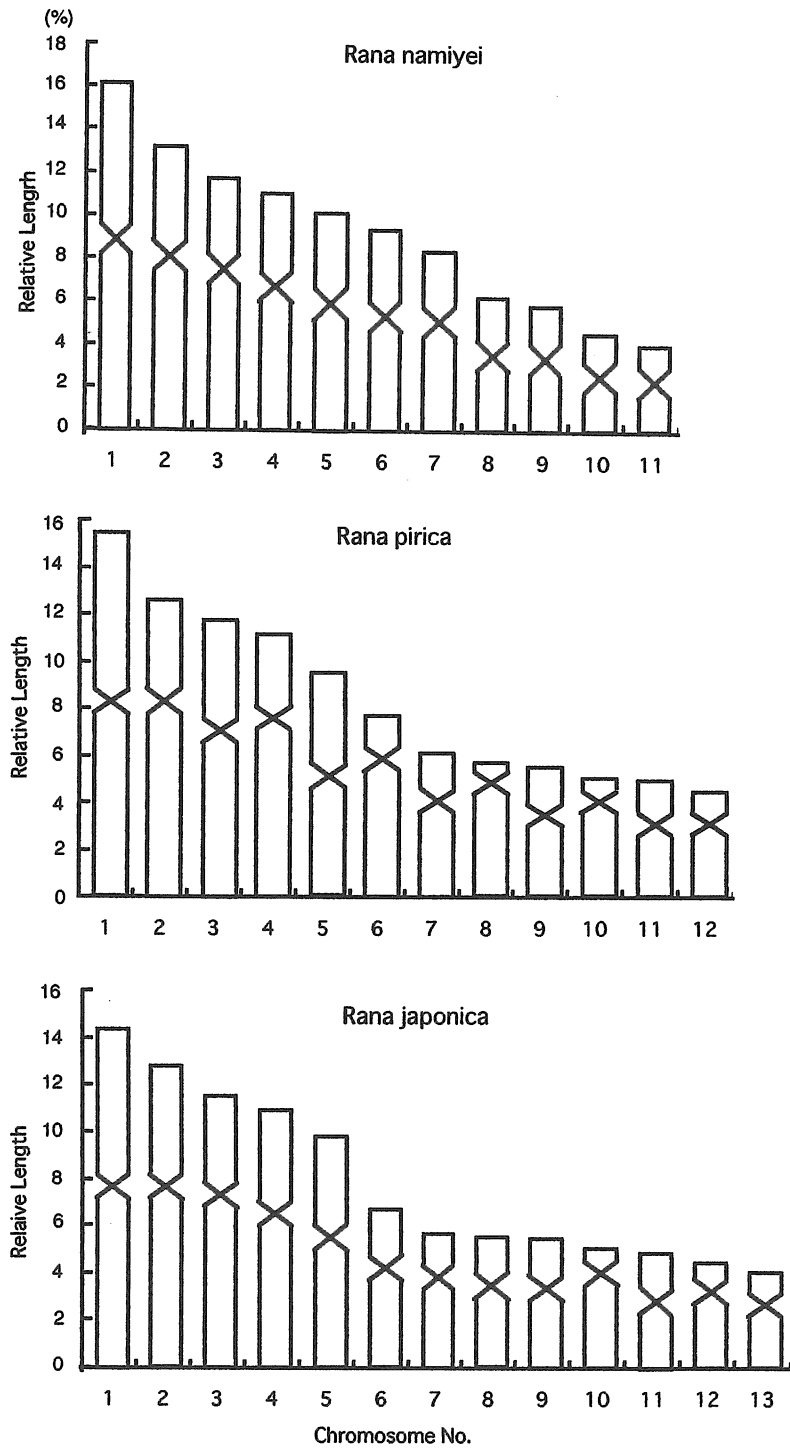 (%)
Rana namiyei
Relative Lengrh
18
16
14
12
10
8
6
4
2
0
1 2 3 4 5 6 7 8 9 10 11
Rana pirica
Relative Length
16
14
12
10
8
6
4
2
0
1 2 3 4 5 6 7 8 9 10 11 12
Rana japonica
Relaive Length
16
14
12
10
8
6
4
2
0
1 2 3 4 5 6 7 8 9 10 11 12 13
Chromosome No.